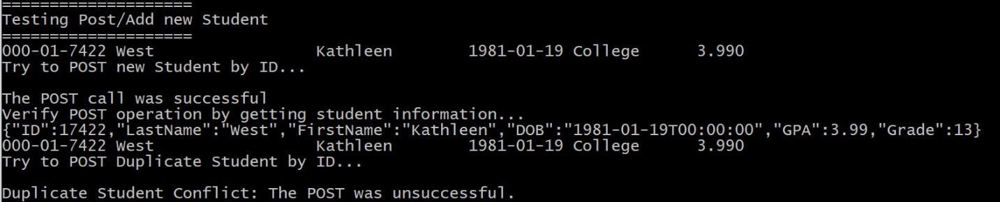 ====================
Testing Post/Add new Student
====================
000-01-7422 West                 Kathleen        1981-01-19 College      3.990
Try to POST new Student by ID...

The POST call was successful
Verify POST operation by getting student information...
{"ID":17422,"LastName":"West","FirstName":"Kathleen","DOB":"1981-01-19T00:00:00","GPA":3.99,"Grade":13}
000-01-7422 West                 Kathleen        1981-01-19 College      3.990
Try to POST Duplicate Student by ID...

Duplicate Student Conflict: The POST was unsuccessful.